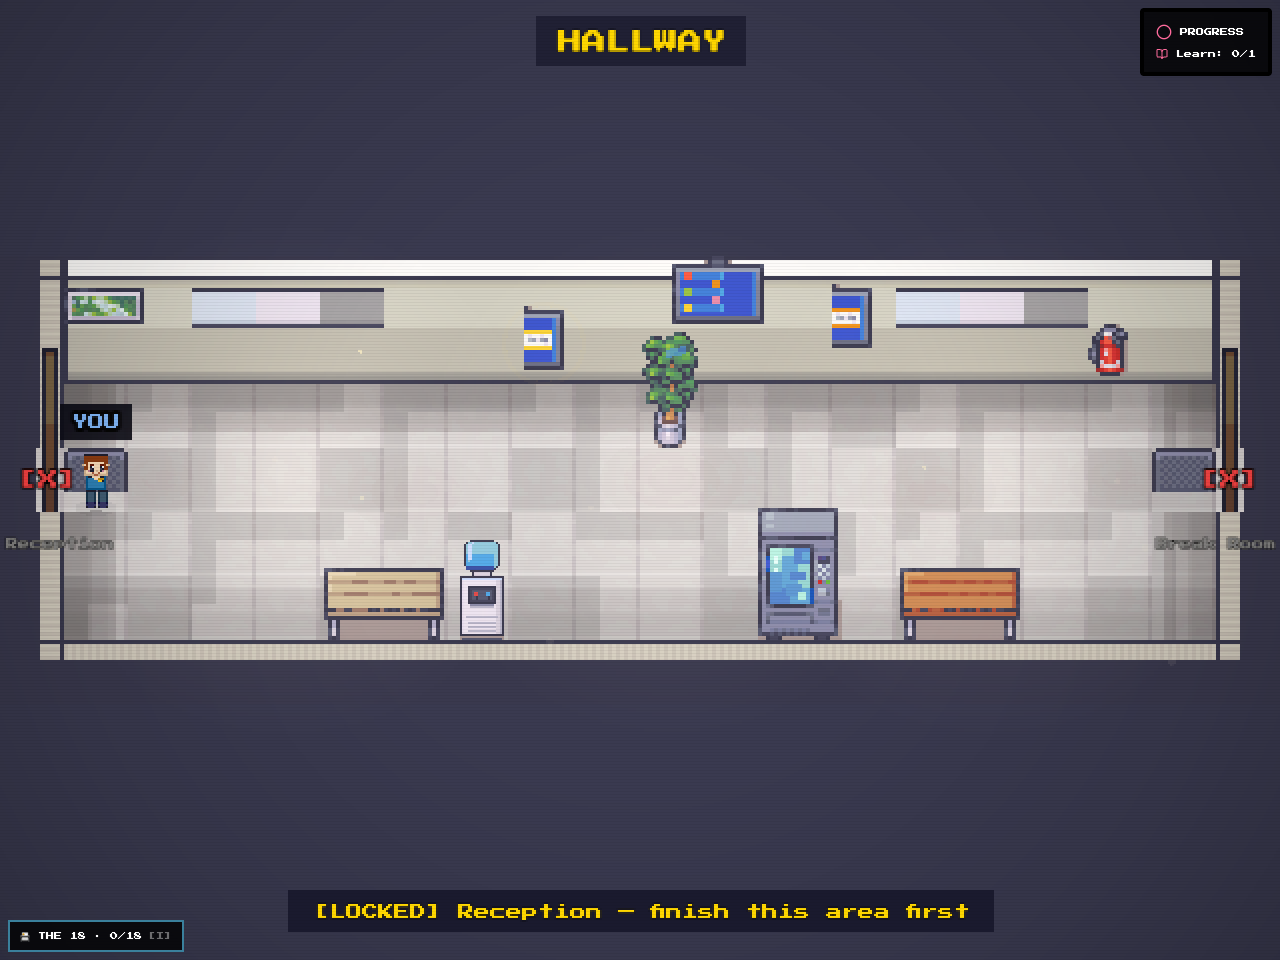 HALLWAY
PROGRESS
Learn: 0/1
YOU
[X]
[X]
Reception
Break Room
[LOCKED] Reception — finish this area first
THE 18 · 0/18 [I]